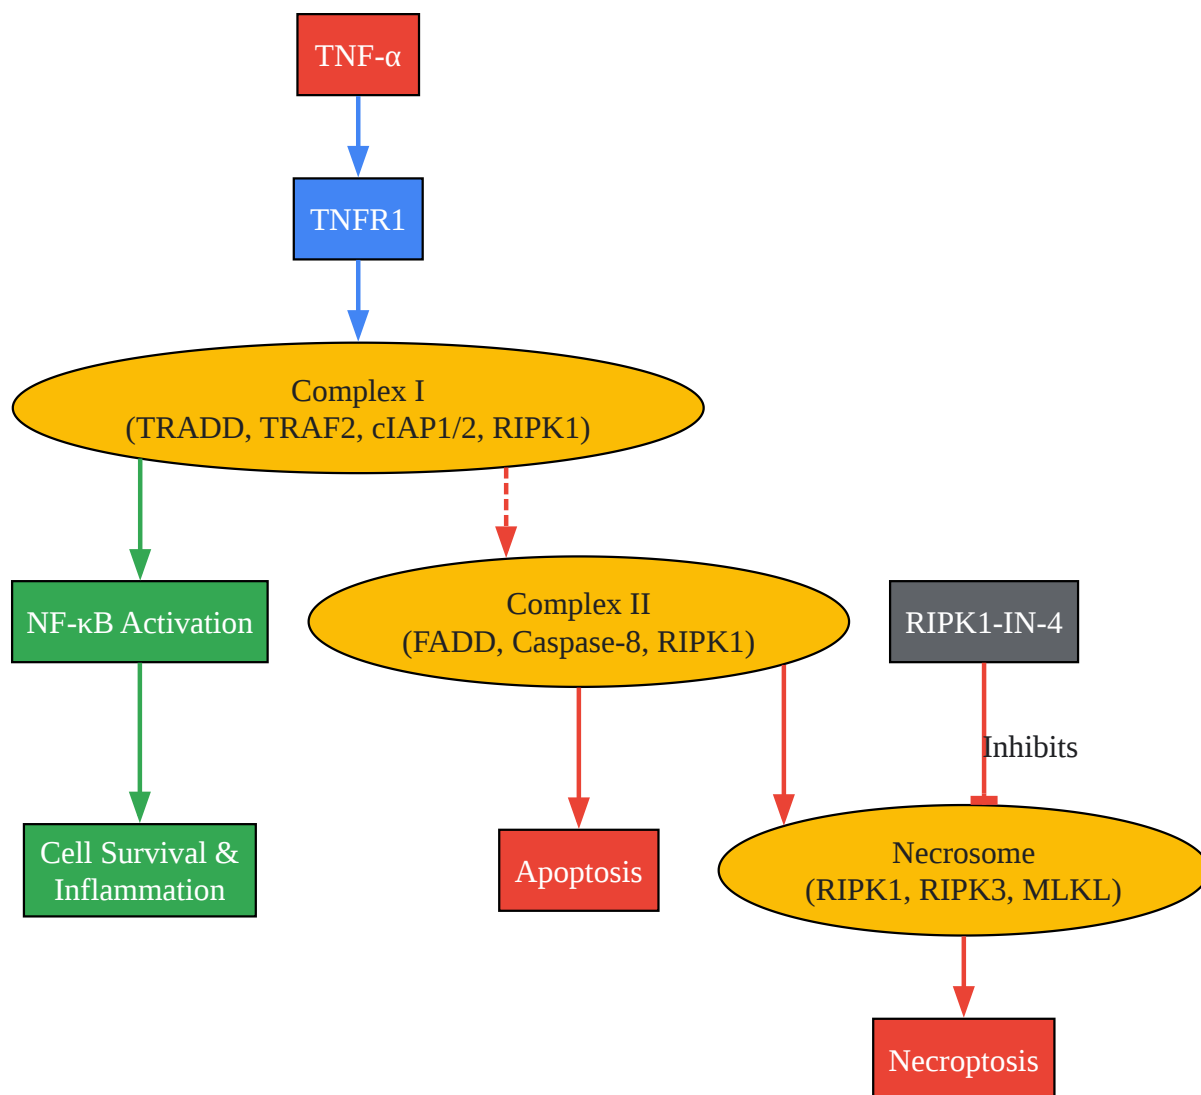 TNF-α
TNFR1
Complex I
(TRADD, TRAF2, cIAP1/2, RIPK1)
NF-κB Activation
Complex II
(FADD, Caspase-8, RIPK1)
RIPK1-IN-4
Inhibits
Cell Survival &
Inflammation
Apoptosis
Necrosome
(RIPK1, RIPK3, MLKL)
Necroptosis